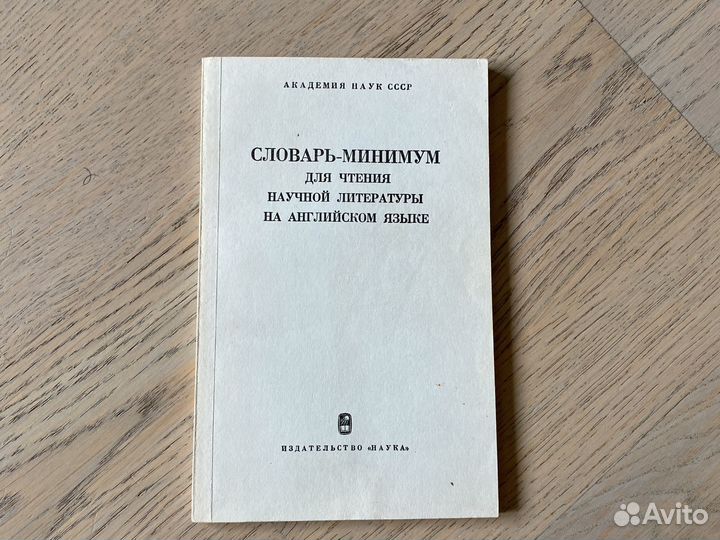 АКАДЕМИЯ НАУК СССР
СЛОВАРЬ-МИНИМУМ
ДЛЯ ЧТЕНИЯ
НАУЧНОЙ ЛИТЕРАТУРЫ
НА АНГЛИЙСКОМ ЯЗЫКЕ
ИЗДАТЕЛЬСТВО «НАУКА»
Avito